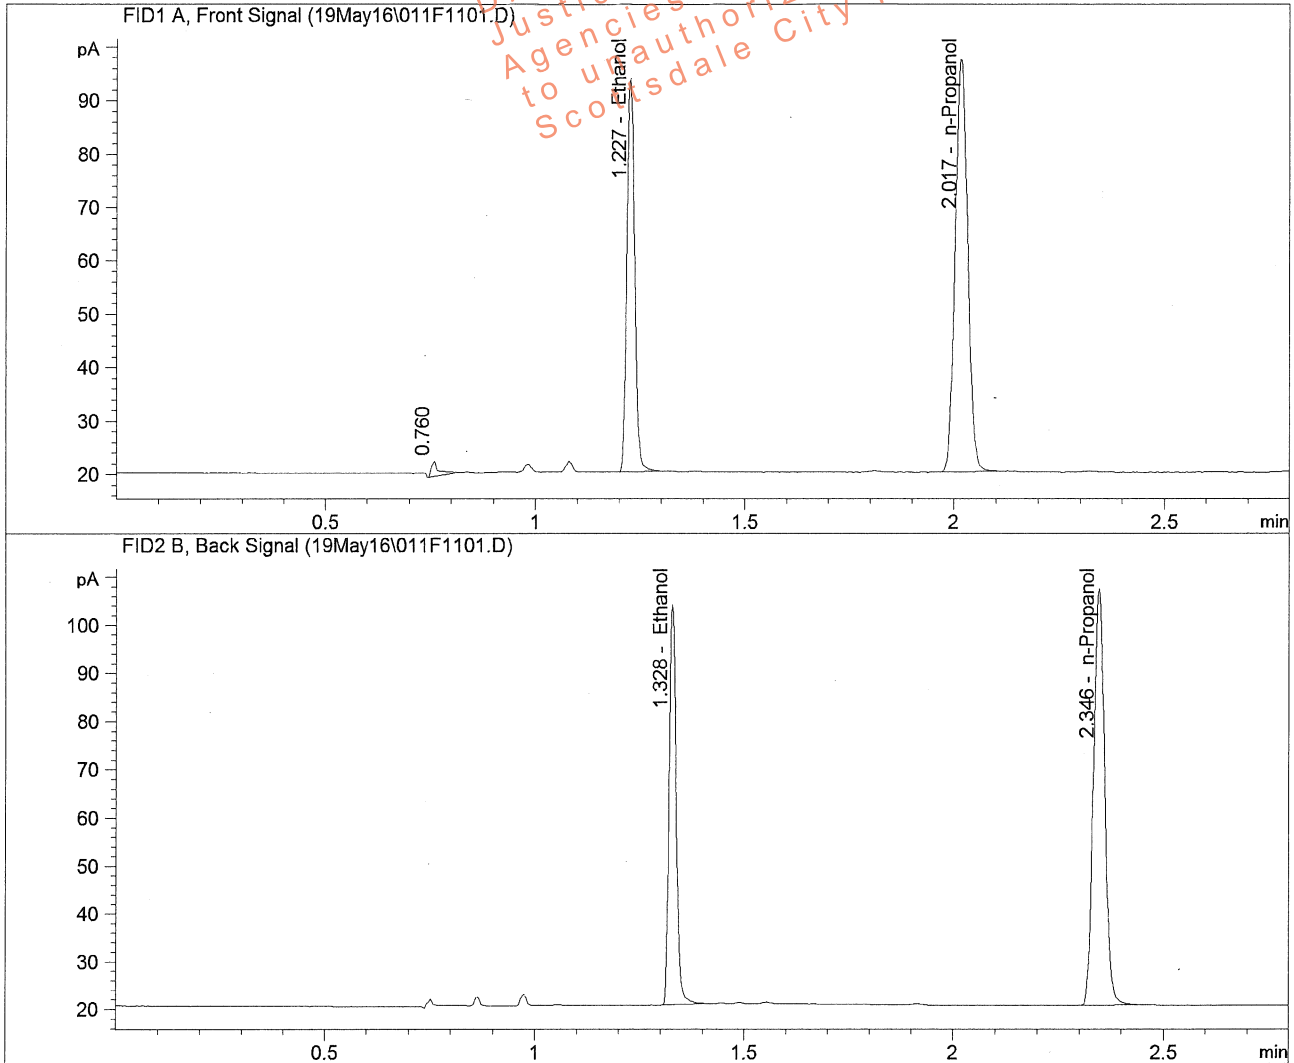 FID1 A, Front Signal (19May16\011F1101.D)
Justic
Agencies
to unauthoriz
Scottsdale City
pA
90
80
70
60
50
40
30
20
0.760
1.227 - Ethanol
2.017 - n-Propanol
0.5
1
1.5
2
2.5
min
FID2 B, Back Signal (19May16\011F1101.D)
pA
100
90
80
70
60
50
40
30
20
1.328 - Ethanol
2.346 - n-Propanol
0.5
1
1.5
2
2.5
min